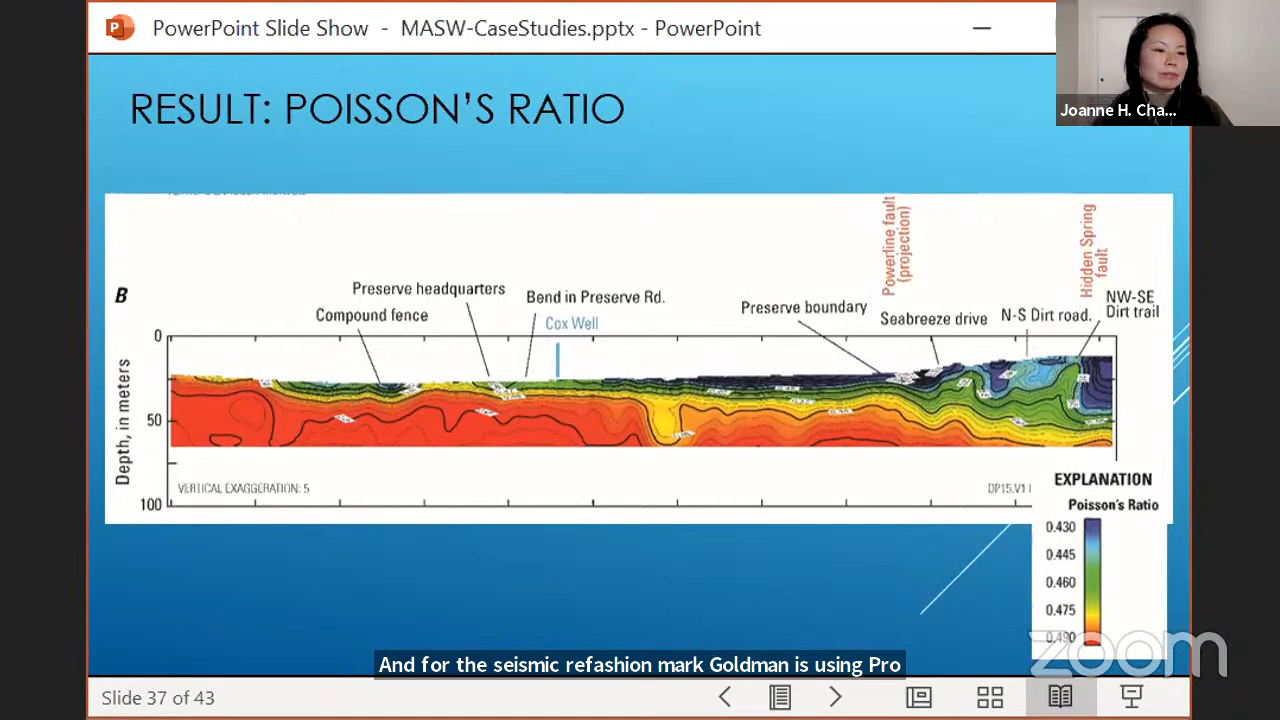 PowerPoint Slide Show - MASW-CaseStudies.pptx - PowerPoint
Joanne H. Cha...
RESULT: POISSON'S RATIO
Powerline fault
(projection)
Hidden Spring
fault
B
Preserve headquarters
Bend in Preserve Rd.
NW-SE
Dirt trail
Compound fence
Cox Well
Preserve boundary
Seabreeze drive
N-S Dirt road.
0
50
100
Depth, in meters
VERTICAL EXAGGERATION: 5
DP15.V1
EXPLANATION
Poisson's Ratio
0.430
0.445
0.460
0.475
0.490
zoom
And for the seismic refashion mark Goldman is using Pro
Slide 37 of 43